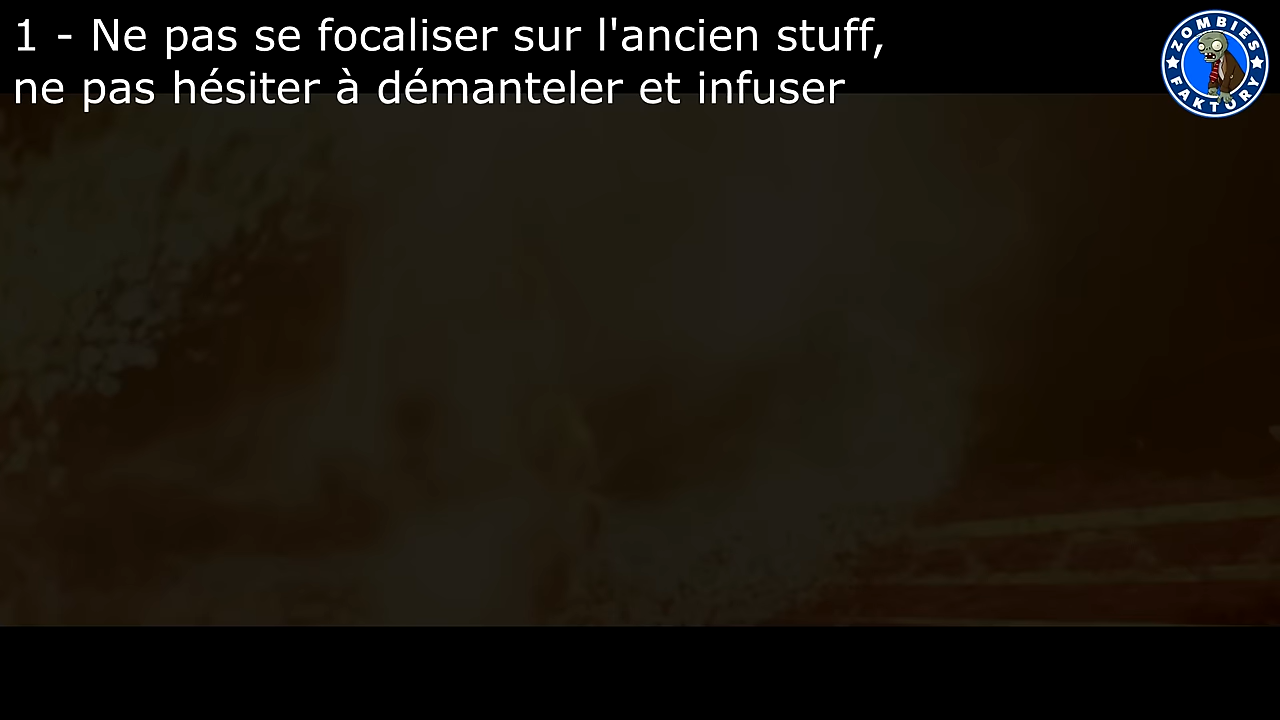 1 - Ne pas se focaliser sur l'ancien stuff,
ne pas hésiter à démanteler et infuser
ZOMBIES
FAKTORY